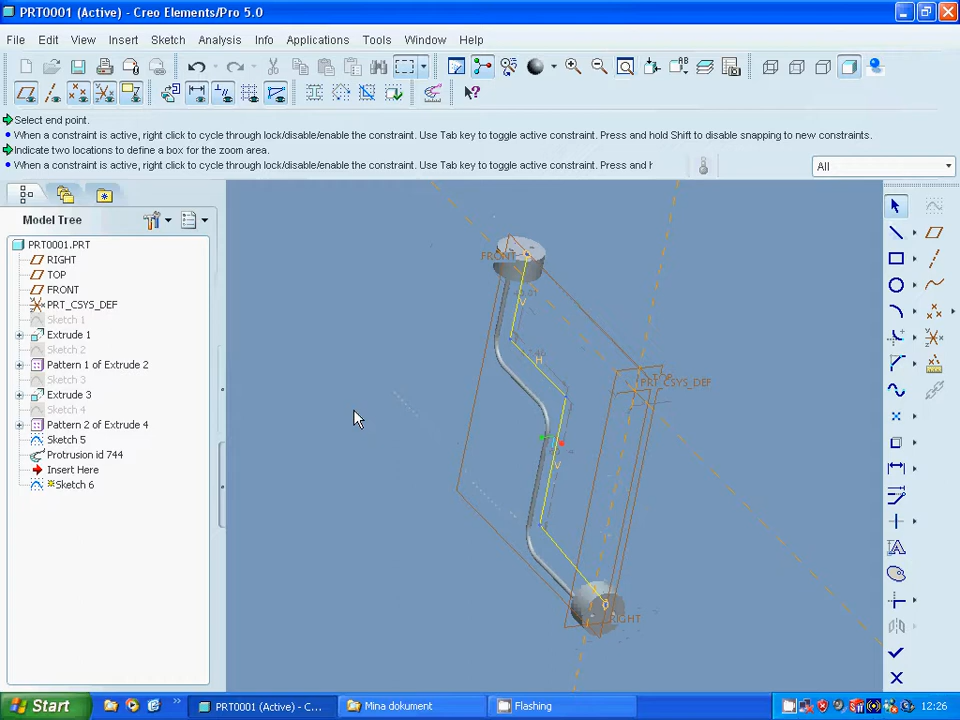 PRT0001 (Active) - Creo Elements/Pro 5.0
File Edit View Insert Sketch Analysis Info Applications Tools Window Help
Select end point.
When a constraint is active, right click to cycle through lock/disable/enable the constraint. Use Tab key to toggle active constraint. Press and hold Shift to disable snapping to new constraints.
Indicate two locations to define a box for the zoom area.
When a constraint is active, right click to cycle through lock/disable/enable the constraint. Use Tab key to toggle active constraint. Press and h
All
Model Tree
PRT0001.PRT
RIGHT
TOP
FRONT
PRT_CSYS_DEF
Sketch 1
Extrude 1
Sketch 2
Pattern 1 of Extrude 2
Sketch 3
Extrude 3
Sketch 4
Pattern 2 of Extrude 4
Sketch 5
Protrusion id 744
Insert Here
Sketch 6
FRONT
V
H
TOP
PRT_CSYS_DEF
V
RIGHT
Start
PRT0001 (Active) - C...
Mina dokument
Flashing
12:26